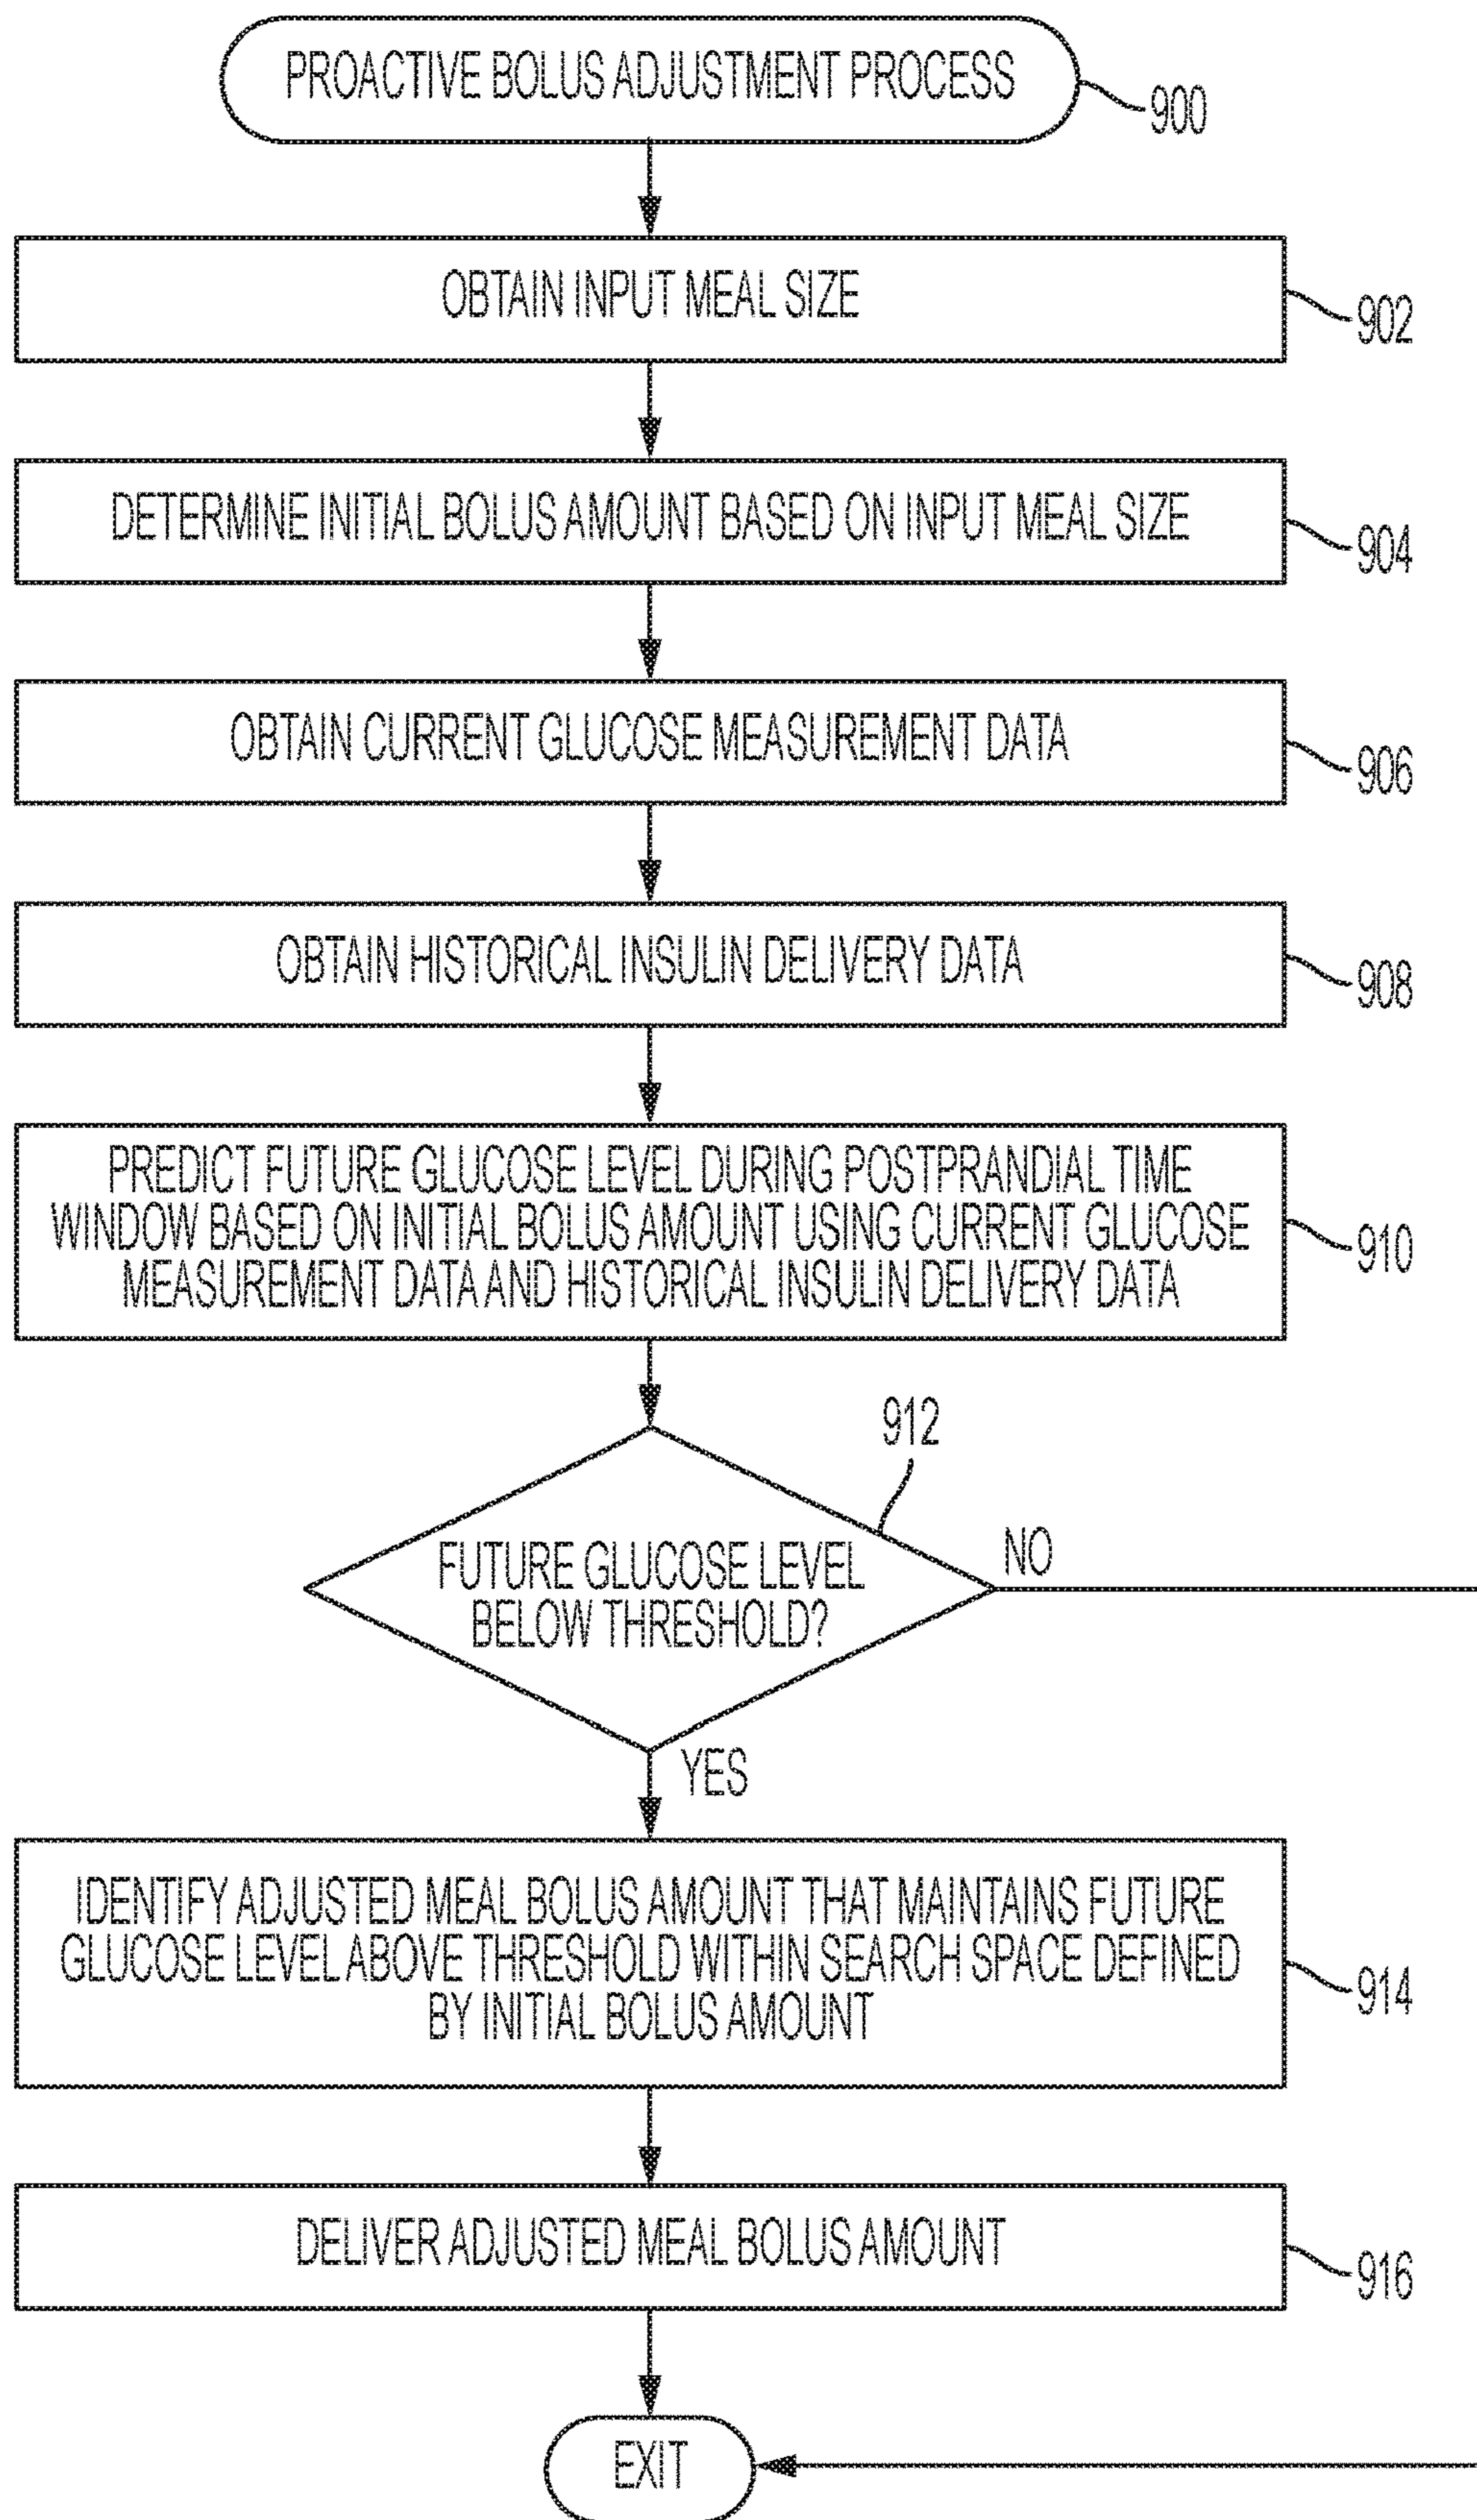 PROACTIVE BOLUS ADJUSTMENT PROCESS
900
OBTAIN INPUT MEAL SIZE
902
DETERMINE INITIAL BOLUS AMOUNT BASED ON INPUT MEAL SIZE
904
OBTAIN CURRENT GLUCOSE MEASUREMENT DATA
906
OBTAIN HISTORICAL INSULIN DELIVERY DATA
908
PREDICT FUTURE GLUCOSE LEVEL DURING POSTPRANDIAL TIME
WINDOW BASED ON INITIAL BOLUS AMOUNT USING CURRENT GLUCOSE
MEASUREMENT DATA AND HISTORICAL INSULIN DELIVERY DATA
910
912
FUTURE GLUCOSE LEVEL
BELOW THRESHOLD?
NO
YES
IDENTIFY ADJUSTED MEAL BOLUS AMOUNT THAT MAINTAINS FUTURE
GLUCOSE LEVEL ABOVE THRESHOLD WITHIN SEARCH SPACE DEFINED
BY INITIAL BOLUS AMOUNT
914
DELIVER ADJUSTED MEAL BOLUS AMOUNT
916
EXIT